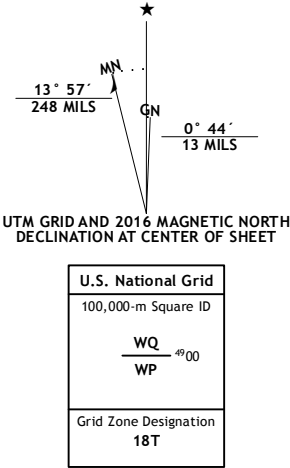 ★
MN
13° 57´
248 MILS
GN
0° 44´
13 MILS
UTM GRID AND 2016 MAGNETIC NORTH
DECLINATION AT CENTER OF SHEET
U.S. National Grid
100,000-m Square ID
WQ
4900
WP
Grid Zone Designation
18T